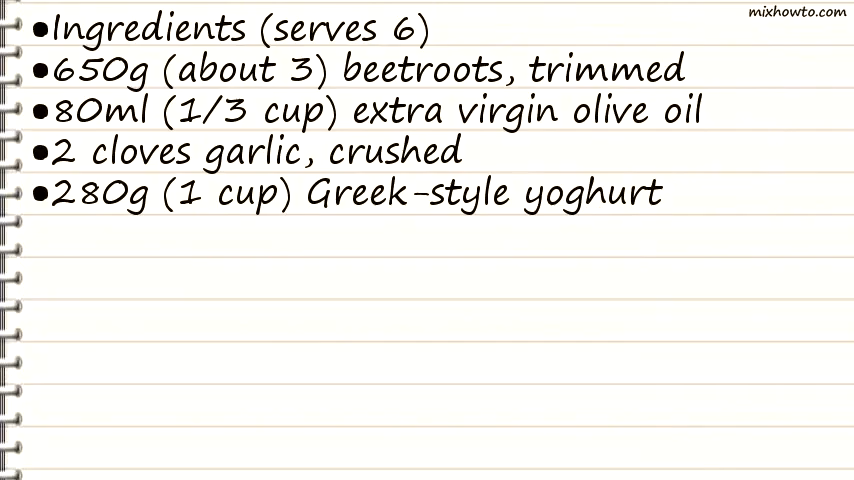 mixhowto.com
•Ingredients (serves 6)
•650g (about 3) beetroots, trimmed
•80ml (1/3 cup) extra virgin olive oil
•2 cloves garlic, crushed
•280g (1 cup) Greek-style yoghurt